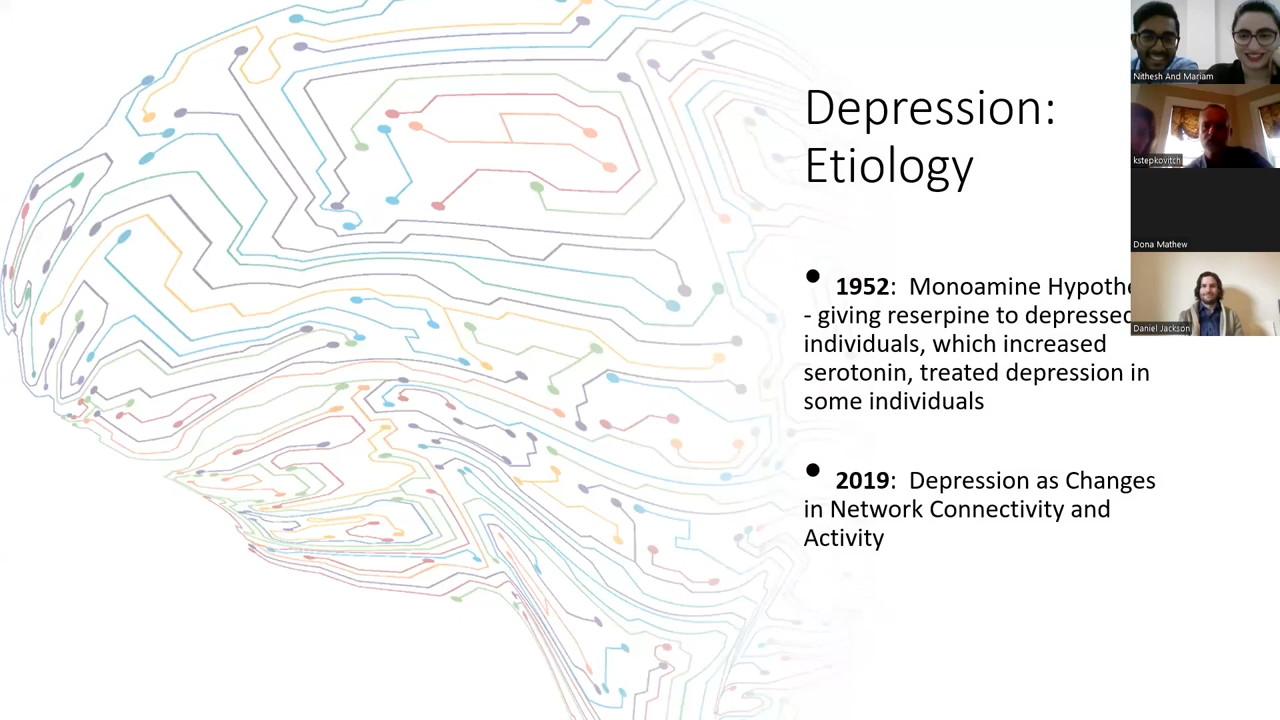 Depression:
Etiology
• 1952: Monoamine Hypothe
- giving reserpine to depressed
individuals, which increased
serotonin, treated depression in
some individuals
• 2019: Depression as Changes
in Network Connectivity and
Activity
Nithesh And Mariam
kstepkovitch
Dona Mathew
Daniel Jackson